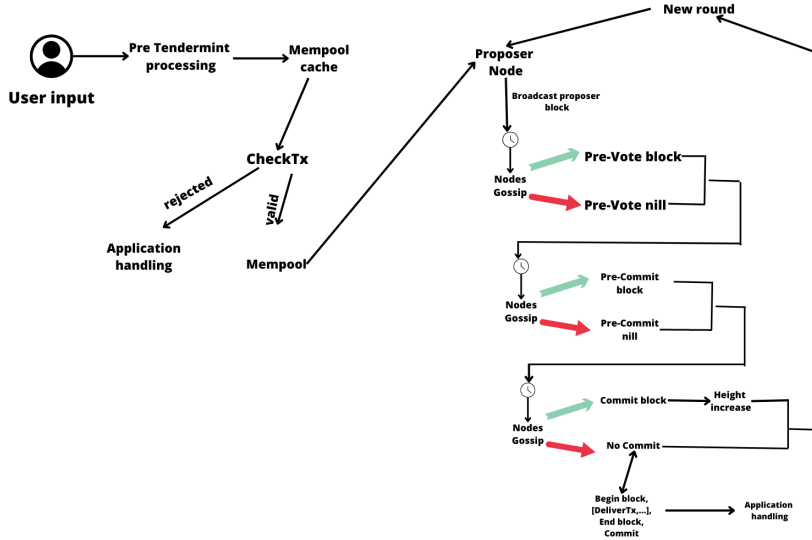 New round
Pre Tendermint
processing
Mempool
cache
Proposer
Node
User input
Broadcast proposer
block
CheckTx
rejected
valid
Nodes
Gossip
Pre-Vote block
Pre-Vote nill
Application
handling
Mempool
Nodes
Gossip
Pre-Commit
block
Pre-Commit
nill
Nodes
Gossip
Commit block
Height
increase
No Commit
Begin block,
[DeliverTx,...],
End block,
Commit
Application
handling